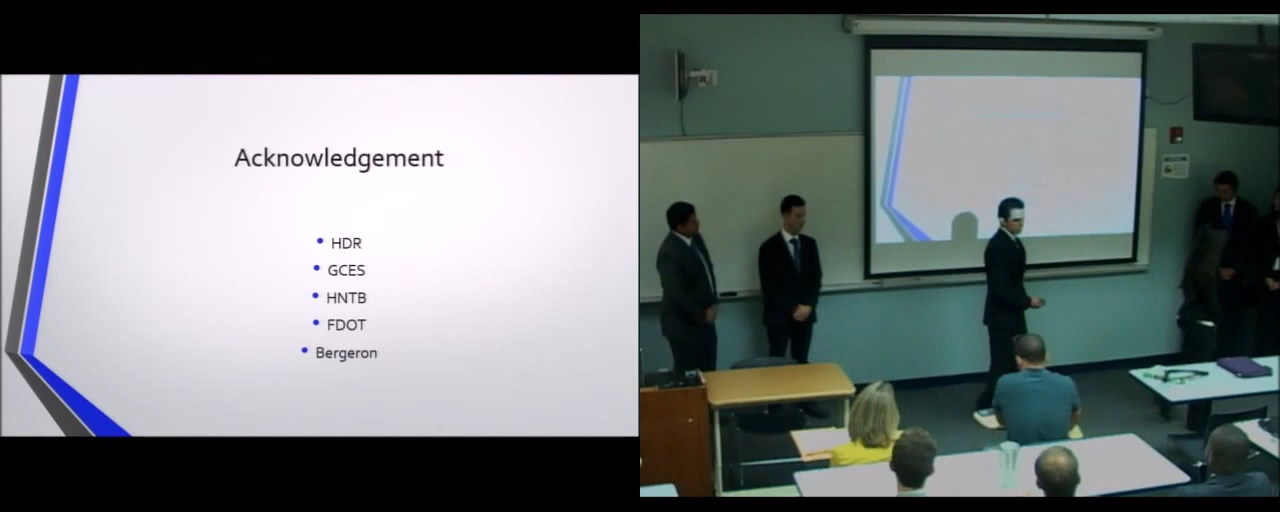 Acknowledgement
• HDR
• GCES
• HNTB
• FDOT
• Bergeron